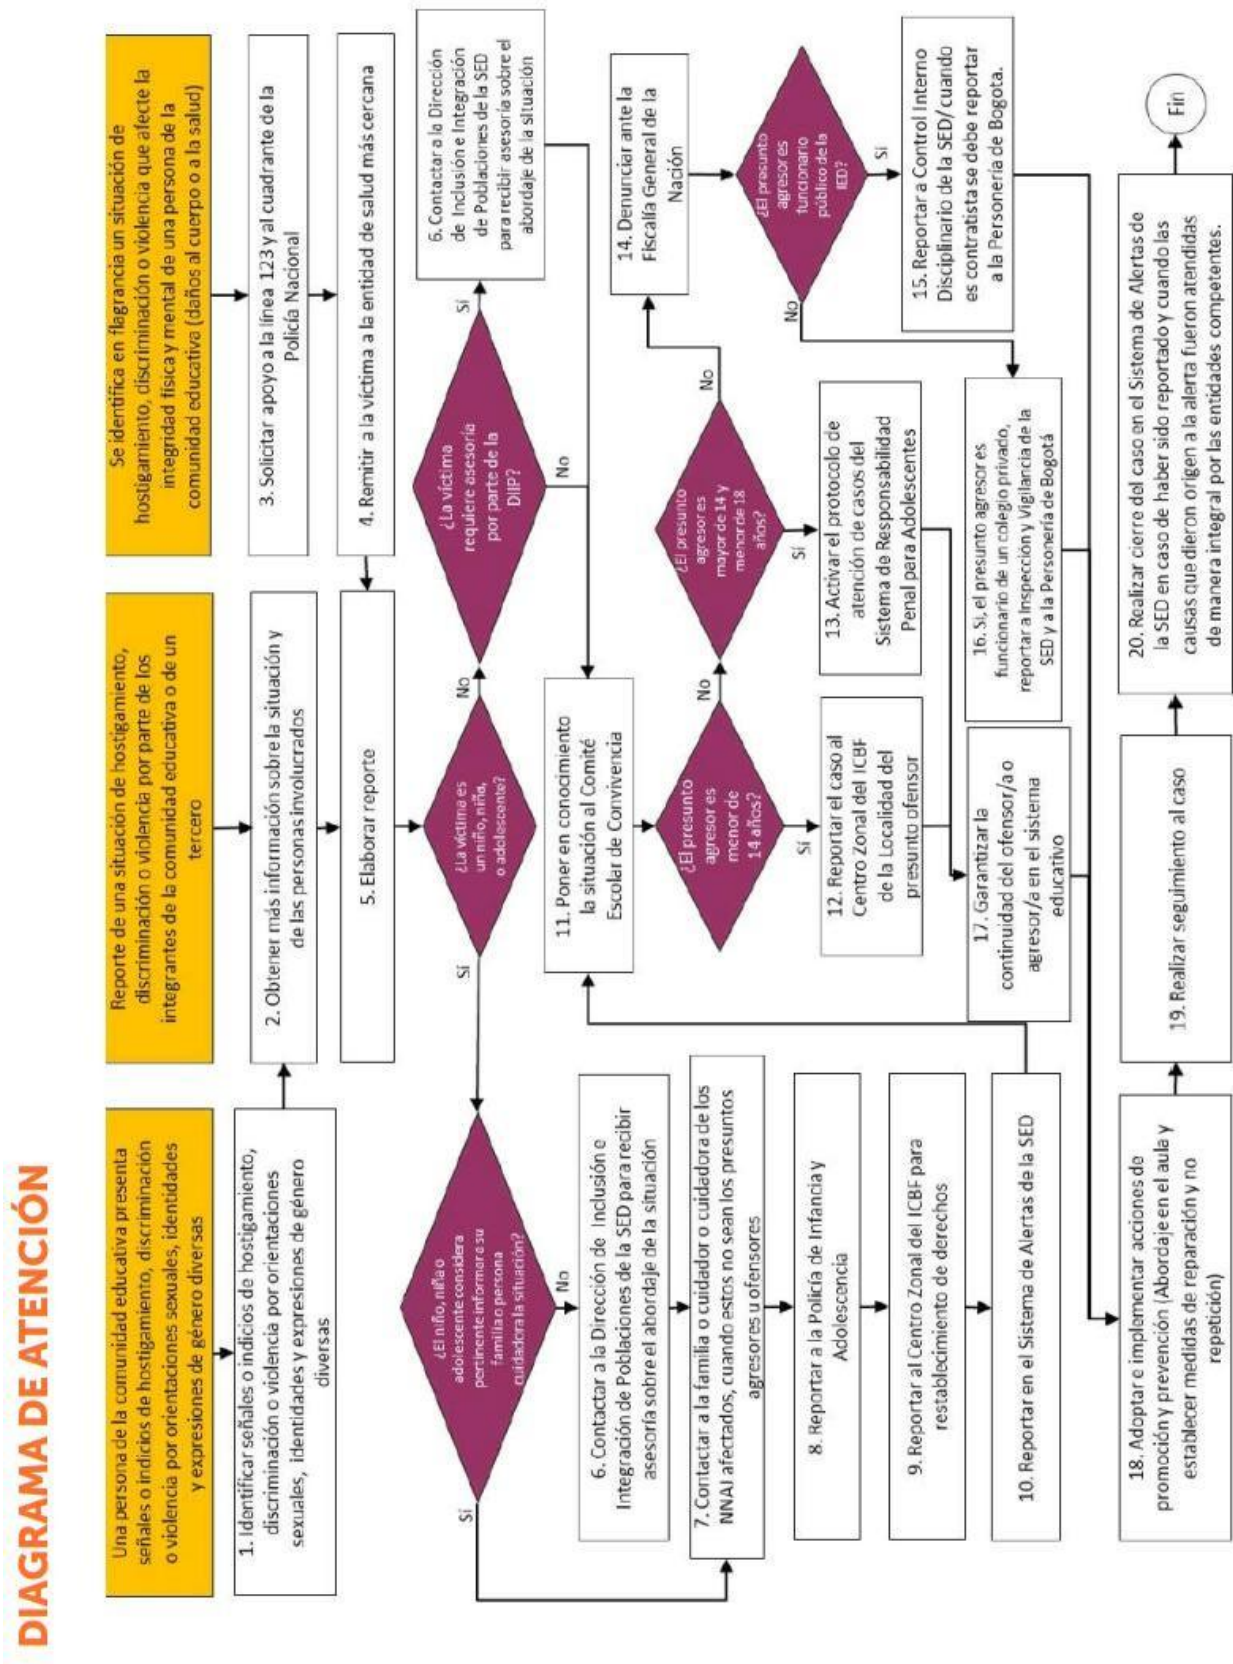 DIAGRAMA DE ATENCIÓN
Una persona de la comunidad educativa presenta
señales o indicios de hostigamiento, discriminación
o violencia por orientaciones sexuales, identidades
y expresiones de género diversas
Reporte de una situación de hostigamiento,
discriminación o violencia por parte de los
integrantes de la comunidad educativa o de un
tercero
Se identifica en flagrancia un situación de
hostigamiento, discriminación o violencia que afecte la
integridad física y mental de una persona de la
comunidad educativa (daños al cuerpo o a la salud)
1. Identificar señales o indicios de hostigamiento,
discriminación o violencia por orientaciones
sexuales, identidades y expresiones de género
diversas
2. Obtener más información sobre la situación y
de las personas involucrados
3. Solicitar apoyo a la línea 123 y al cuadrante de la
Policía Nacional
4. Remitir a la víctima a la entidad de salud más cercana
5. Elaborar reporte
¿La víctima es
un niño, niña,
o adolescente?
Sí
No
¿La víctima
requiere asesoría
por parte de la
DIIP?
Sí
No
6. Contactar a la Dirección
de Inclusión e Integración
de Poblaciones de la SED
para recibir asesoría sobre el
abordaje de la situación
¿El niño, niña o
adolescente considera
pertinente informar a su
familia o persona
cuidadora la situación?
Sí
No
6. Contactar a la Dirección de Inclusión e
Integración de Poblaciones de la SED para recibir
asesoría sobre el abordaje de la situación
7. Contactar a la familia o cuidador o cuidadora de los
NNAJ afectados, cuando estos no sean los presuntos
agresores u ofensores
8. Reportar a la Policía de Infancia y
Adolescencia
9. Reportar al Centro Zonal del ICBF para
restablecimiento de derechos
10. Reportar en el Sistema de Alertas de la SED
11. Poner en conocimiento
la situación al Comité
Escolar de Convivencia
¿El presunto
agresor es
menor de
14 años?
Sí
No
12. Reportar el caso al
Centro Zonal del ICBF
de la Localidad del
presunto ofensor
¿El presunto
agresor es
mayor de 14 y
menor de 18
años?
Sí
No
13. Activar el protocolo de
atención de casos del
Sistema de Responsabilidad
Penal para Adolescentes
14. Denunciar ante la
Fiscalía General de la
Nación
¿El presunto
agresor es
funcionario
público de la
IED?
Sí
No
15. Reportar a Control Interno
Disciplinario de la SED/ cuando
es contratista se debe reportar
a la Personería de Bogota.
16. Si, el presunto agresor es
funcionario de un colegio privado,
reportar a Inspección y Vigilancia de la
SED y a la Personería de Bogotá
17. Garantizar la
continuidad del ofensor/a o
agresor/a en el sistema
educativo
18. Adoptar e implementar acciones de
promoción y prevención (Abordaje en el aula y
establecer medidas de reparación y no
repetición)
19. Realizar seguimiento al caso
20. Realizar cierre del caso en el Sistema de Alertas de
la SED en caso de haber sido reportado y cuando las
causas que dieron origen a la alerta fueron atendidas
de manera integral por las entidades competentes.
Fin